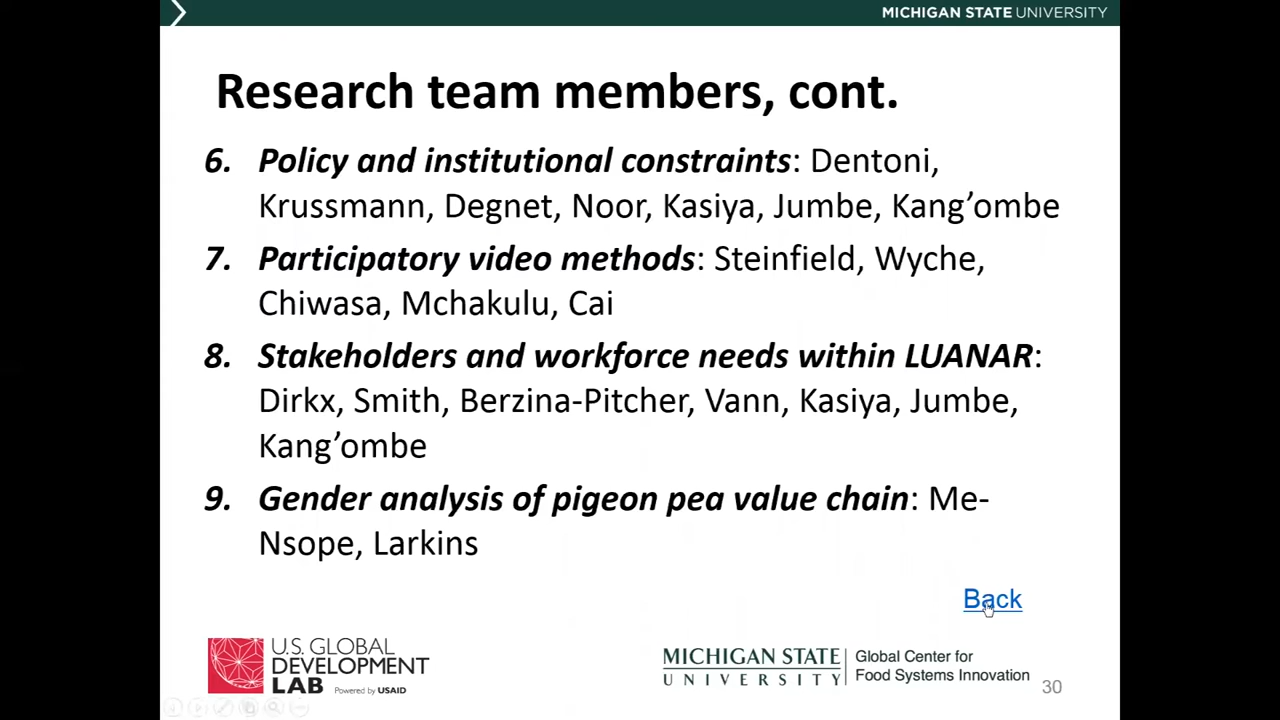 MICHIGAN STATE UNIVERSITY
Research team members, cont.
6. Policy and institutional constraints: Dentoni,
Krussmann, Degnet, Noor, Kasiya, Jumbe, Kang’ombe
7. Participatory video methods: Steinfield, Wyche,
Chiwasa, Mchakulu, Cai
8. Stakeholders and workforce needs within LUANAR:
Dirkx, Smith, Berzina-Pitcher, Vann, Kasiya, Jumbe,
Kang’ombe
9. Gender analysis of pigeon pea value chain: Me-
Nsope, Larkins
Back
U.S. GLOBAL
DEVELOPMENT
LAB Powered by USAID
MICHIGAN STATE
UNIVERSITY
Global Center for
Food Systems Innovation
30